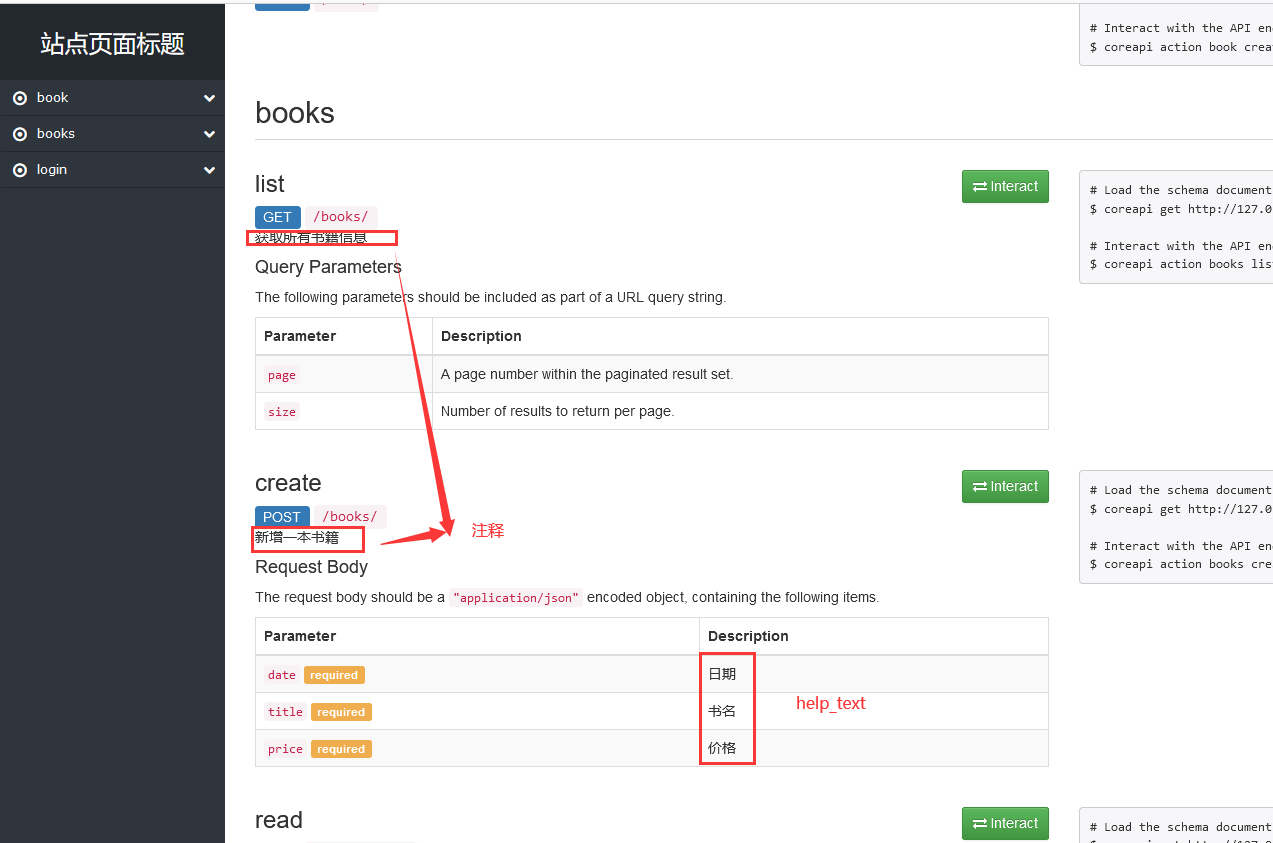 站点页面标题
book
books
login
# Interact with the API en
$ coreapi action book crea
books
list
Interact
GET /books/
获取所有书籍信息
Query Parameters
The following parameters should be included as part of a URL query string.
Parameter Description
page A page number within the paginated result set.
size Number of results to return per page.
# Load the schema document
$ coreapi get http://127.0
# Interact with the API en
$ coreapi action books lis
create
Interact
POST /books/
新增一本书籍
注释
Request Body
The request body should be a "application/json" encoded object, containing the following items.
Parameter Description
date required 日期
title required 书名
price required 价格
help_text
# Load the schema document
$ coreapi get http://127.0
# Interact with the API en
$ coreapi action books cre
read
Interact
# Load the schema document